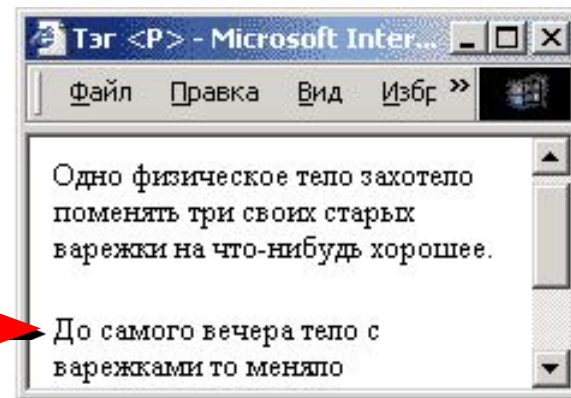 Тэг <P> - Microsoft Inter...
Файл Правка Вид Избр »
Одно физическое тело захотело
поменять три своих старых
варежки на что-нибудь хорошее.
До самого вечера тело с
варежками то меняло